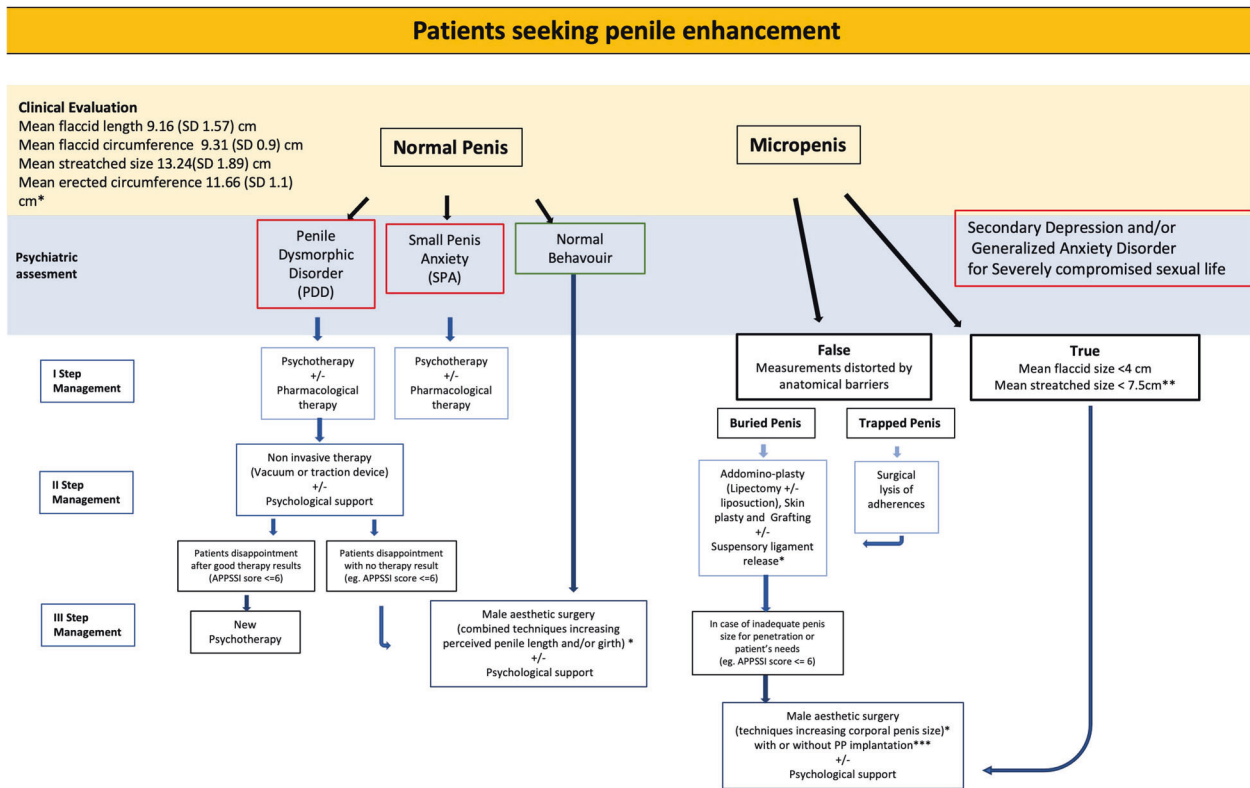 Patients seeking penile enhancement
Clinical Evaluation
Mean flaccid length 9.16 (SD 1.57) cm
Mean flaccid circumference 9.31 (SD 0.9) cm
Mean streatched size 13.24(SD 1.89) cm
Mean erected circumference 11.66 (SD 1.1)
cm*
Normal Penis
Micropenis
Psychiatric
assesment
Penile
Dysmorphic
Disorder
(PDD)
Small Penis
Anxiety
(SPA)
Normal
Behavour
Secondary Depression and/or
Generalized Anxiety Disorder
for Severely compromised sexual life
I Step
Management
Psychotherapy
+/-
Pharmacological
therapy
Psychotherapy
+/-
Pharmacological
therapy
False
Measurements distorted by
anatomical barriers
True
Mean flaccid size <4 cm
Mean streatched size < 7.5cm**
Buried Penis
Trapped Penis
II Step
Management
Non invasive therapy
(Vacuum or traction device)
+/-
Psychological support
Addomino-plasty
(Lipectomy +/-
liposuction), Skin
plasty and Grafting
+/-
Suspensory ligament
release*
Surgical
lysis of
adherences
Patients disappointment
after good therapy results
(APPSSI sore <=6)
Patients disappointment
with no therapy result
(eg. APPSSI score <=6)
III Step
Management
New
Psychotherapy
Male aesthetic surgery
(combined techniques increasing
perceived penile length and/or girth) *
+/-
Psychological support
In case of inadequate penis
size for penetration or
patient's needs
(eg. APPSSI score <= 6)
Male aesthetic surgery
(techniques increasing corporal penis size)*
with or without PP implantation***
+/-
Psychological support